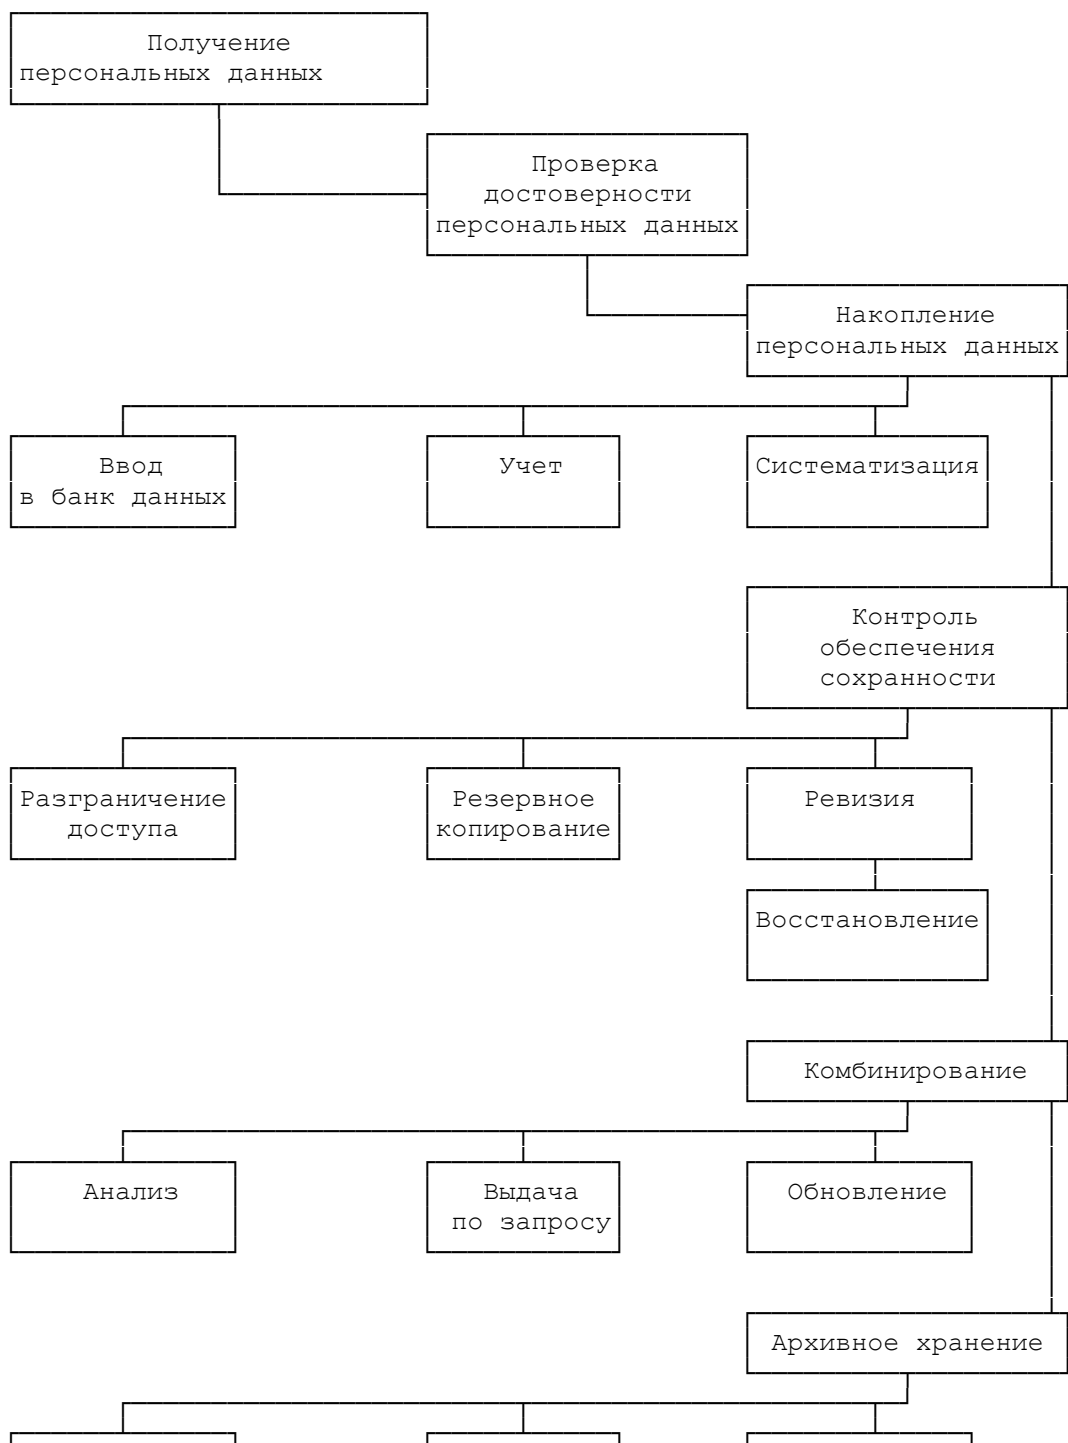 Получение
персональных данных
Проверка
достоверности
персональных данных
Накопление
персональных данных
Ввод
в банк данных
Учет
Систематизация
Контроль
обеспечения
сохранности
Разграничение
доступа
Резервное
копирование
Ревизия
Восстановление
Комбинирование
Анализ
Выдача
по запросу
Обновление
Архивное хранение